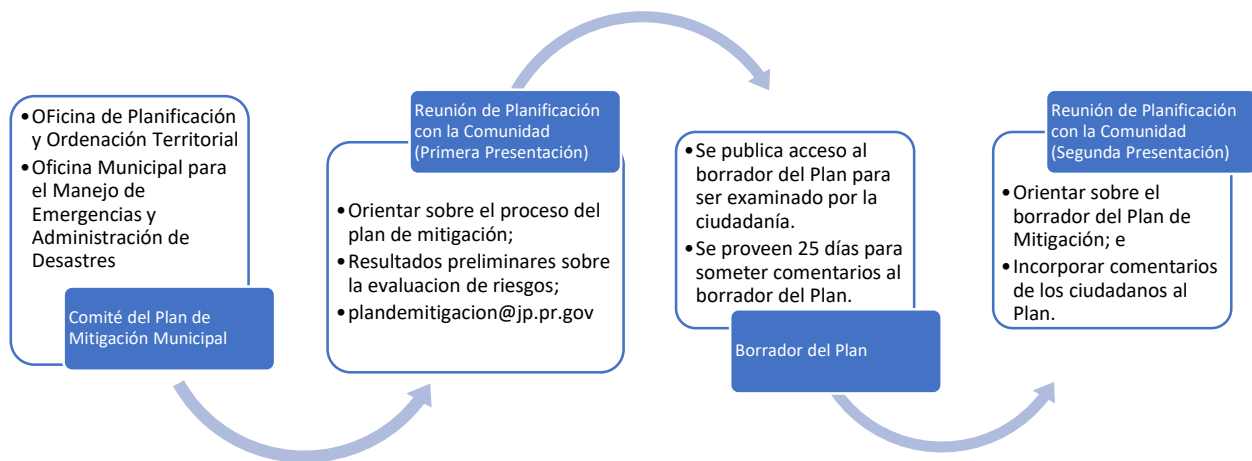 •OFicina de Planificación
y Ordenación Territorial
•Oficina Municipal para
el Manejo de
Emergencias y
Administración de
Desastres
Comité del Plan de
Mitigación Municipal
Reunión de Planificación
con la Comunidad
(Primera Presentación)
•Orientar sobre el proceso del
plan de mitigación;
•Resultados preliminares sobre
la evaluacion de riesgos;
•plandemitigacion@jp.pr.gov
•Se publica acceso al
borrador del Plan para
ser examinado por la
ciudadanía.
•Se proveen 25 días para
someter comentarios al
borrador del Plan.
Borrador del Plan
Reunión de Planificación
con la Comunidad
(Segunda Presentación)
•Orientar sobre el
borrador del Plan de
Mitigación; e
•Incorporar comentarios
de los ciudadanos al
Plan.